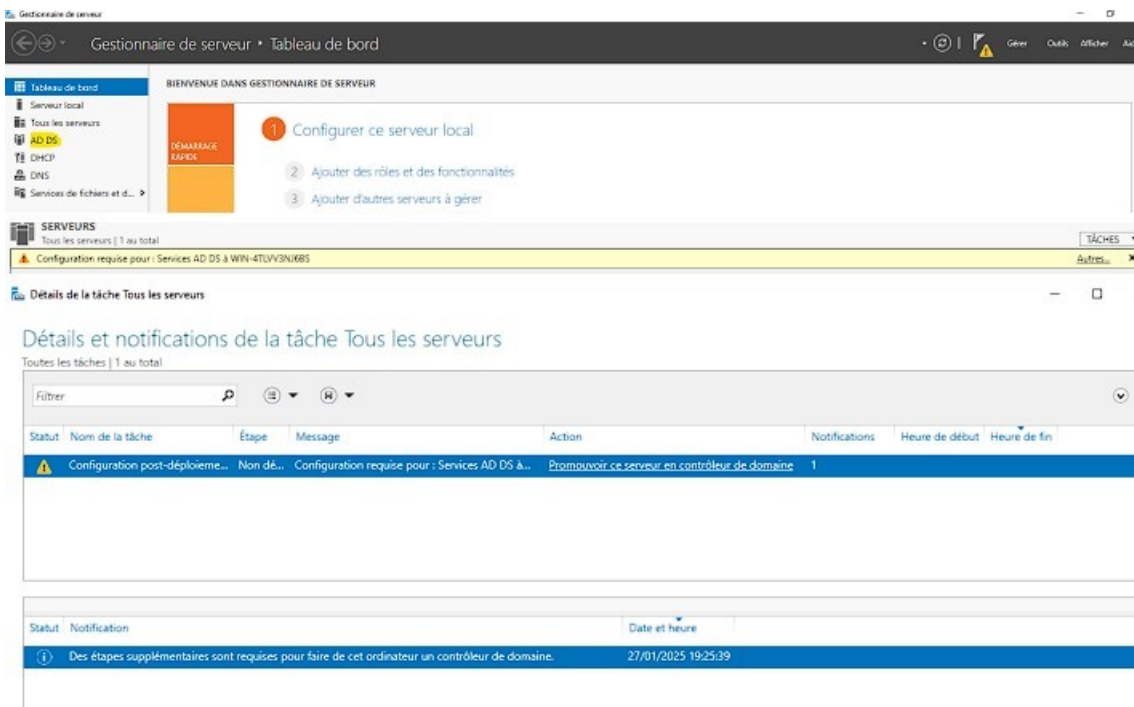 Gestionnaire de serveur
Gestionnaire de serveur • Tableau de bord
Gérer Outils Afficher
Tableau de bord
Serveur local
Tous les serveurs
AD DS
DHCP
DNS
Services de fichiers et d...
BIENVENUE DANS GESTIONNAIRE DE SERVEUR
DÉMARRAGE
RAPIDE
1 Configurer ce serveur local
2 Ajouter des rôles et des fonctionnalités
3 Ajouter d'autres serveurs à gérer
SERVEURS
Tous les serveurs | 1 au total
TÂCHES
Configuration requise pour : Services AD DS à WIN-4TLVV3NJ6BS
Autres...
Détails de la tâche Tous les serveurs
Détails et notifications de la tâche Tous les serveurs
Toutes les tâches | 1 au total
Filtrer
Statut Nom de la tâche Étape Message Action Notifications Heure de début Heure de fin
Configuration post-déploieme... Non dé... Configuration requise pour : Services AD DS à... Promouvoir ce serveur en contrôleur de domaine 1
Statut Notification Date et heure
Des étapes supplémentaires sont requises pour faire de cet ordinateur un contrôleur de domaine. 27/01/2025 19:25:39